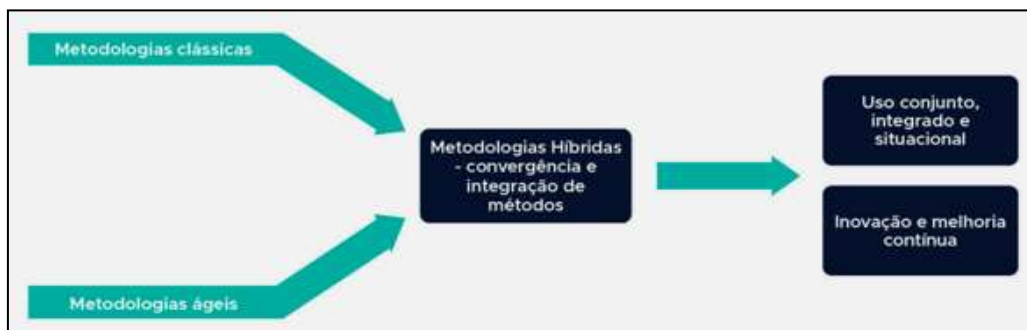 Metodologias clássicas
Metodologias Híbridas
- convergência e
integração de
métodos
Uso conjunto,
integrado e
situacional
Inovação e melhoria
contínua
Metodologias ágeis